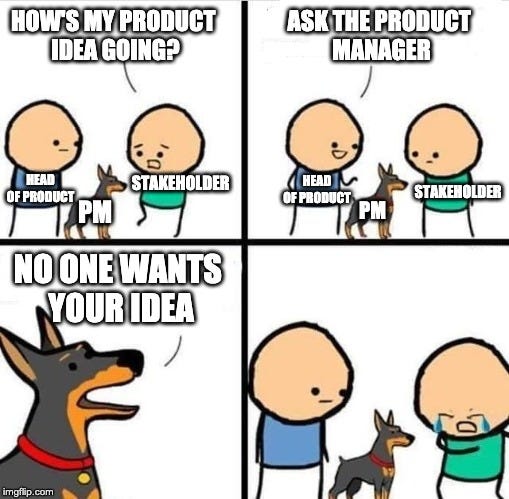 HOW'S MY PRODUCT
IDEA GOING?
HEAD
OF PRODUCT
PM
STAKEHOLDER
ASK THE PRODUCT
MANAGER
HEAD
OF PRODUCT
PM
STAKEHOLDER
NO ONE WANTS
YOUR IDEA
imgflip.com